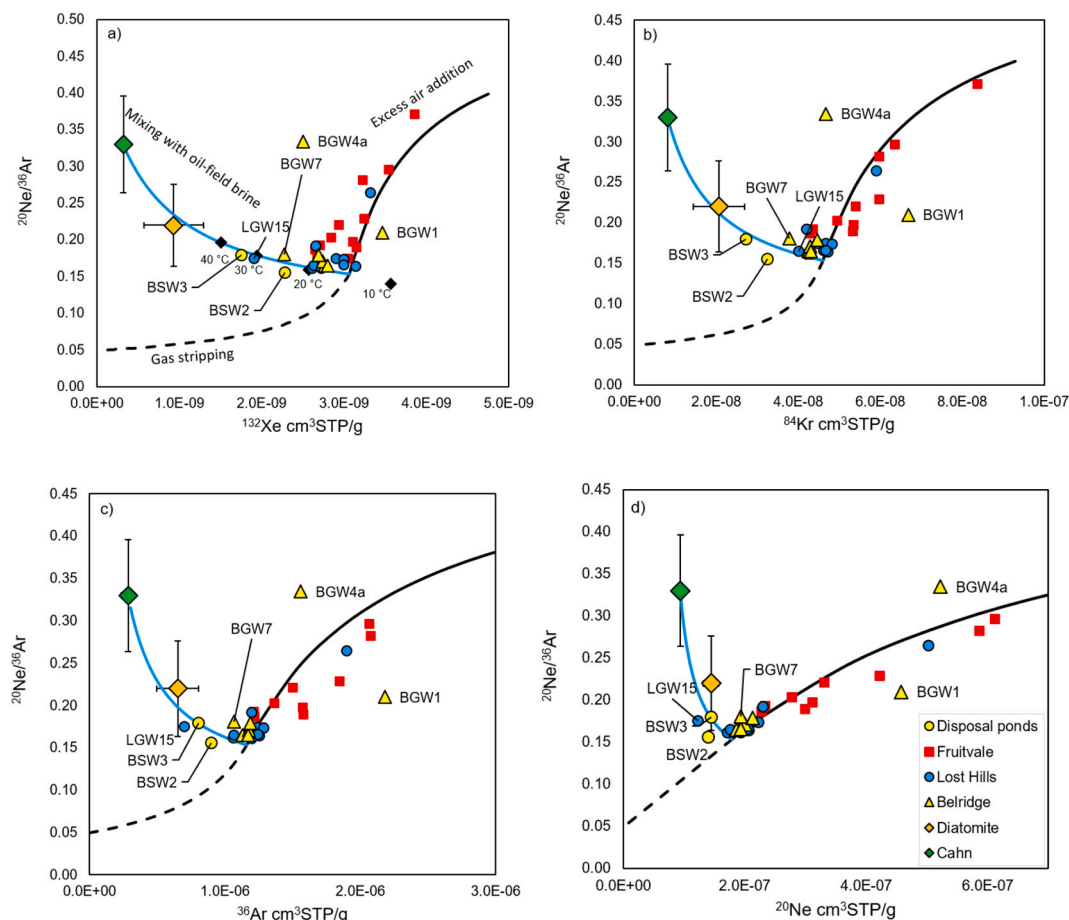 a)
0.50
0.45
0.40
0.35
0.30
0.25
0.20
0.15
0.10
0.05
0.00
²⁰Ne/³⁶Ar
Mixing with oil-field brine
Excess air addition
BGW4a
BGW7
LGW15
BGW1
40 °C
30 °C
20 °C
10 °C
BSW3
BSW2
Gas stripping
0.0E+00 1.0E-09 2.0E-09 3.0E-09 4.0E-09 5.0E-09
¹³²Xe cm³STP/g
b)
0.50
0.45
0.40
0.35
0.30
0.25
0.20
0.15
0.10
0.05
0.00
²⁰Ne/³⁶Ar
BGW4a
BGW7
LGW15
BGW1
BSW3
BSW2
0.0E+00 2.0E-08 4.0E-08 6.0E-08 8.0E-08 1.0E-07
⁸⁴Kr cm³STP/g
c)
0.45
0.40
0.35
0.30
0.25
0.20
0.15
0.10
0.05
0.00
²⁰Ne/³⁶Ar
BGW4a
BGW7
BGW1
LGW15
BSW3
BSW2
0.0E+00 1.0E-06 2.0E-06 3.0E-06
³⁶Ar cm³STP/g
d)
0.45
0.40
0.35
0.30
0.25
0.20
0.15
0.10
0.05
0.00
²⁰Ne/³⁶Ar
BGW4a
BGW7
LGW15
BGW1
BSW3
BSW2
Disposal ponds
Fruitvale
Lost Hills
Belridge
Diatomite
Cahn
0.0E+00 2.0E-07 4.0E-07 6.0E-07
²⁰Ne cm³STP/g